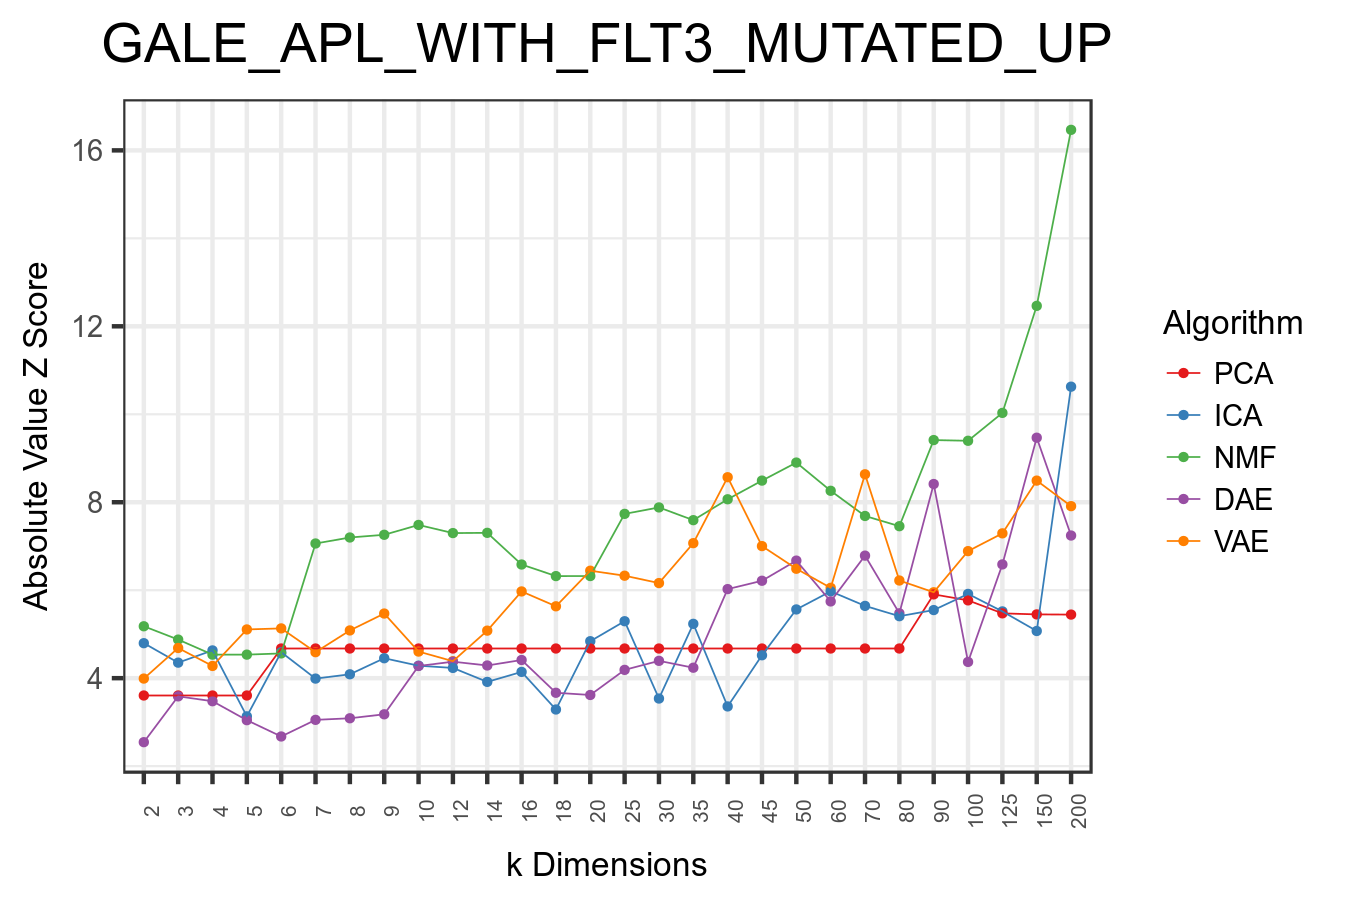 GALE_APL_WITH_FLT3_MUTATED_UP
Absolute Value Z Score
16
12
8
4
2 3 4 5 6 7 8 9 10 12 14 16 18 20 25 30 35 40 45 50 60 70 80 90 100 125 150 200
k Dimensions
Algorithm
PCA
ICA
NMF
DAE
VAE